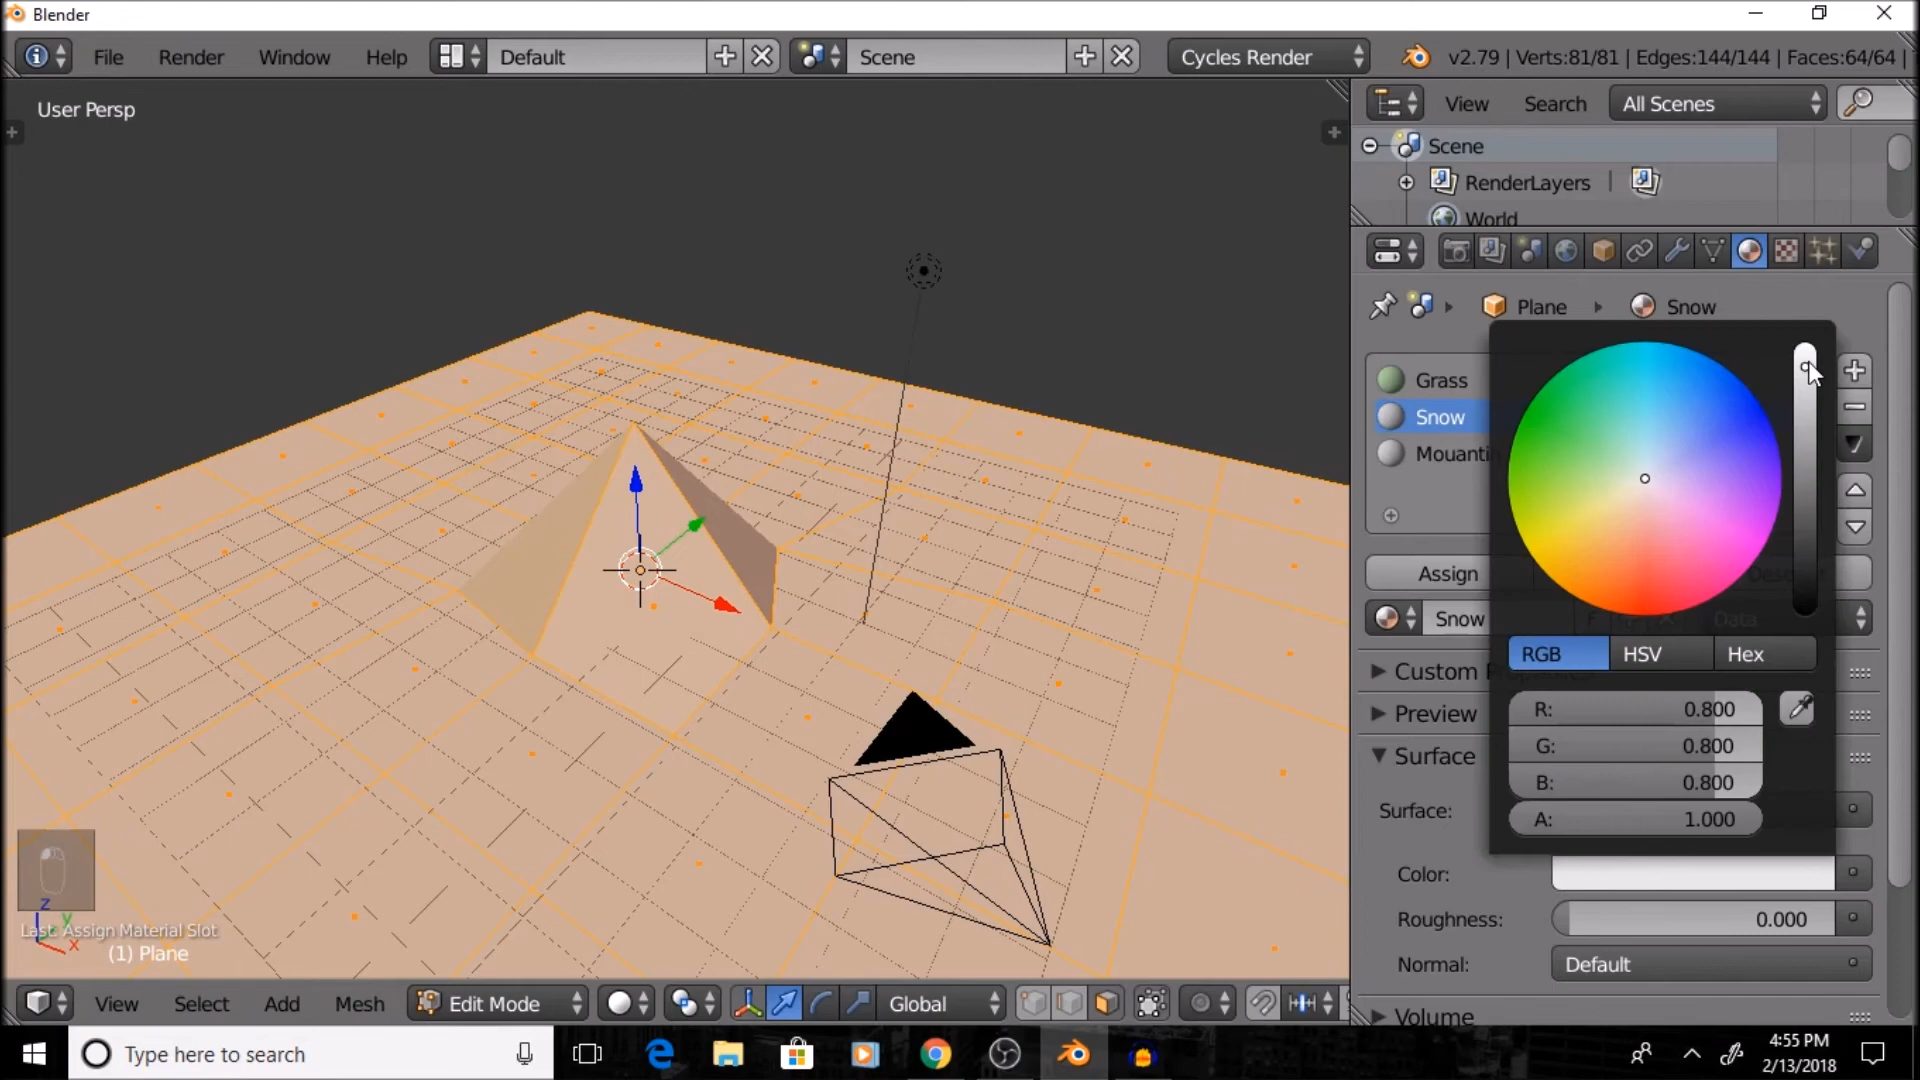 Blender
File Render Window Help Default Scene Cycles Render v2.79 | Verts:81/81 | Edges:144/144 | Faces:64/64 |
User Persp
View Search All Scenes
Scene
RenderLayers
World
Plane Snow
Grass
Snow
Assign
Snow F Data
RGB HSV Hex
Custom
R: 0.800
Preview
G: 0.800
Surface
B: 0.800
Surface:
A: 1.000
Color:
Roughness: 0.000
Normal: Default
Volume
z
y
x
Last: Assign Material Slot
(1) Plane
View Select Add Mesh Edit Mode Global
Type here to search
4:55 PM
2/13/2018